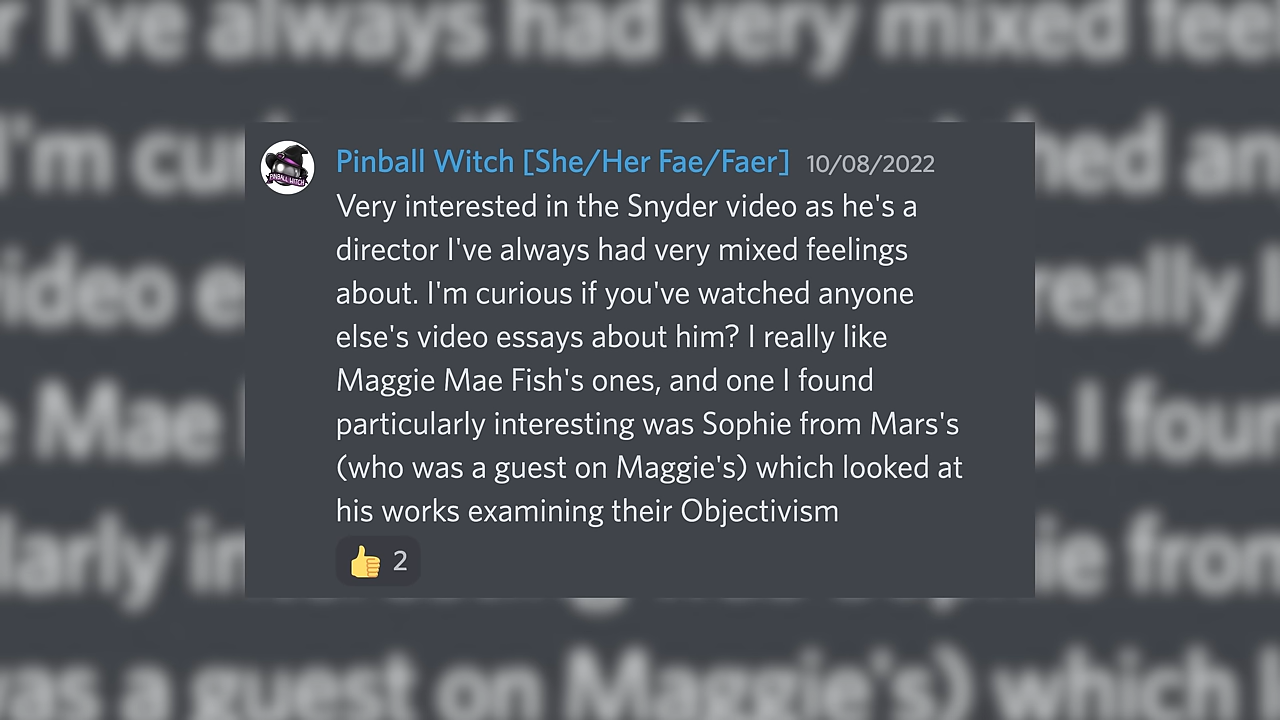 Pinball Witch [She/Her Fae/Faer] 10/08/2022
Very interested in the Snyder video as he's a
director I've always had very mixed feelings
about. I'm curious if you've watched anyone
else's video essays about him? I really like
Maggie Mae Fish's ones, and one I found
particularly interesting was Sophie from Mars's
(who was a guest on Maggie's) which looked at
his works examining their Objectivism
👍 2